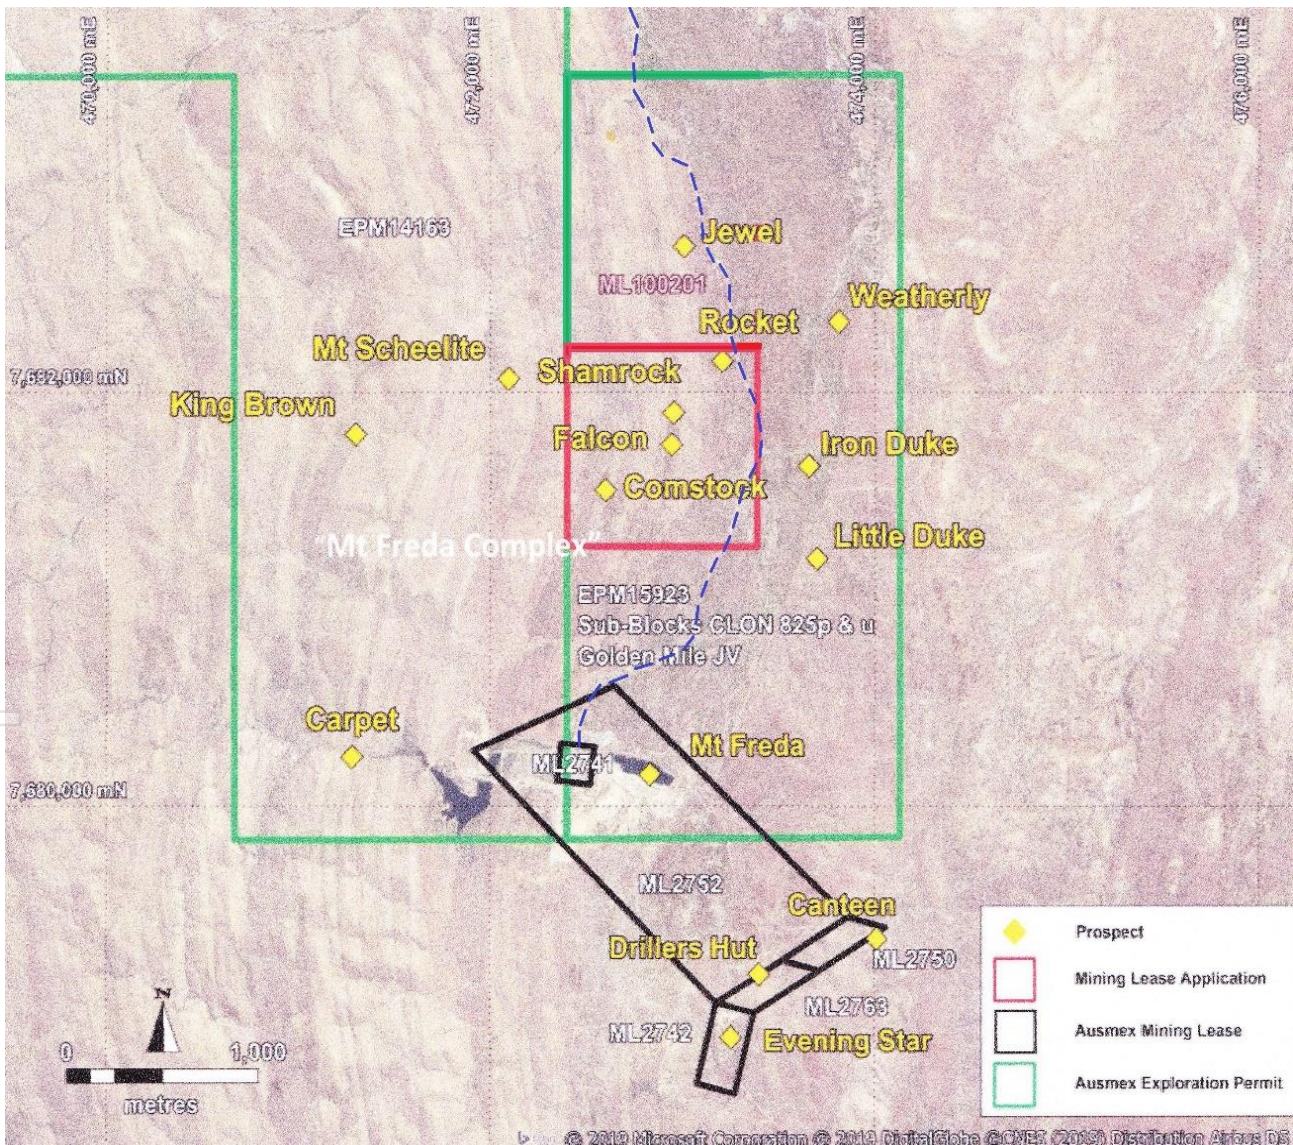 470,000 mE
472,000 mE
474,000 mE
476,000 mE
EPM14163
Jewel
ML100201
Weatherly
Rocket
Mt Scheelite
Shamrock
7,682,000 mN
King Brown
Falcon
Iron Duke
Comstock
"Mt Freda Complex"
Little Duke
EPM15923
Sub-Blocks CLON 825p & u
Golden Mile JV
Carpet
Mt Freda
ML2741
7,680,000 mN
ML2752
Canteen
Drillers Hut
ML2750
ML2763
ML2742
Evening Star
N
0 1,000
metres
Prospect
Mining Lease Application
Ausmex Mining Lease
Ausmex Exploration Permit
© 2019 Microsoft Corporation © 2019 DigitalGlobe ©CNES (2019) Distribution Airbus DS